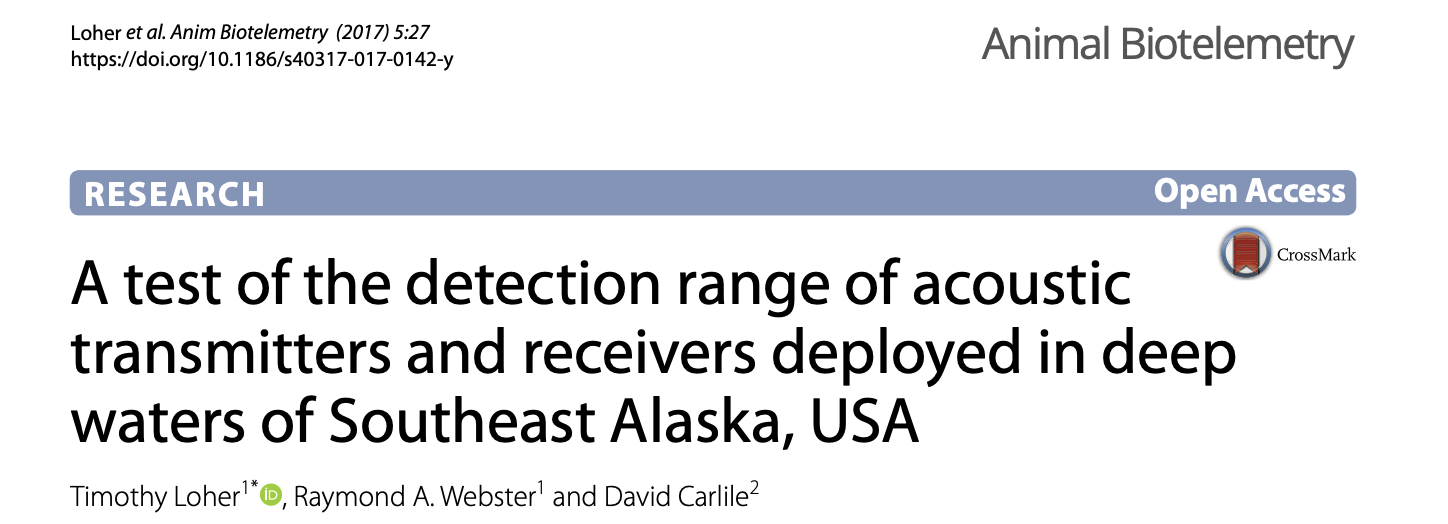 Loher et al. Anim Biotelemetry (2017) 5:27
https://doi.org/10.1186/s40317-017-0142-y
Animal Biotelemetry
RESEARCH
Open Access
CrossMark
A test of the detection range of acoustic
transmitters and receivers deployed in deep
waters of Southeast Alaska, USA
Timothy Loher1* iD, Raymond A. Webster1 and David Carlile2